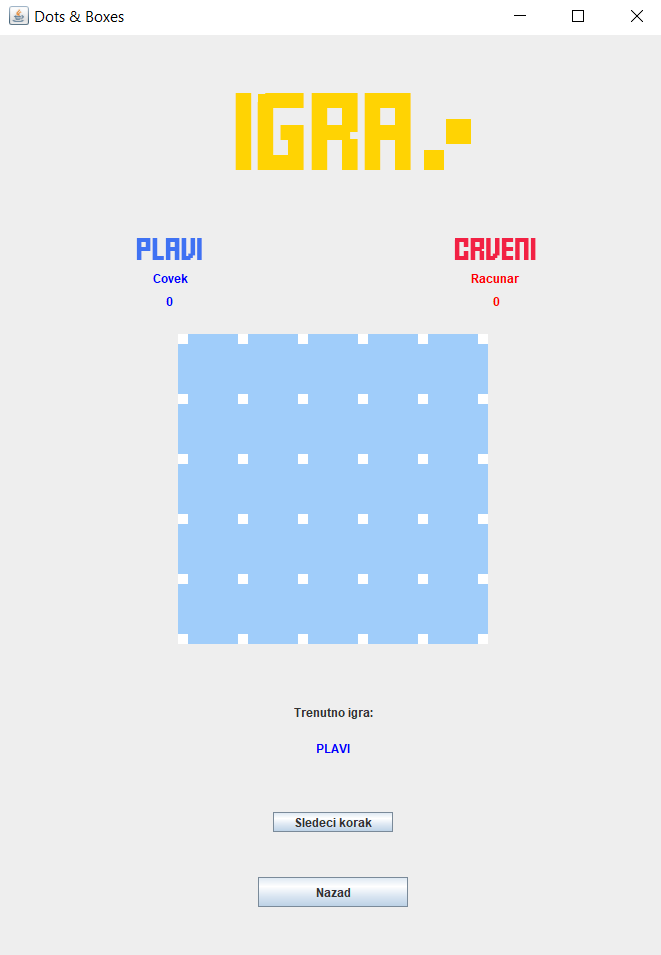 Dots & Boxes
IGRA
PLAVI
CRVENI
Covek
Racunar
0
0
Trenutno igra:
PLAVI
Sledeci korak
Nazad